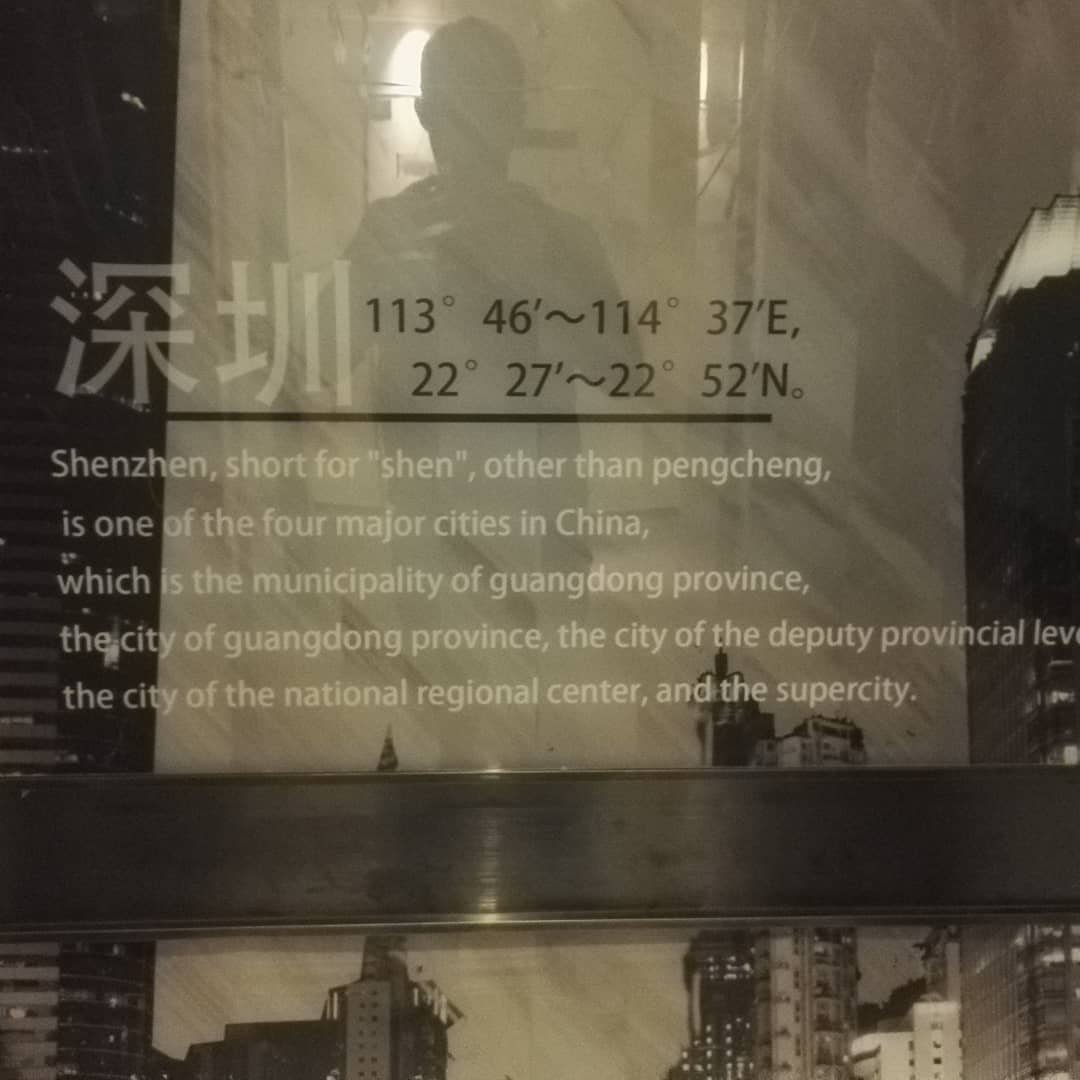 深圳
113° 46′～114° 37′E,
22° 27′～22° 52′N。
Shenzhen, short for "shen", other than pengcheng,
is one of the four major cities in China,
which is the municipality of guangdong province,
the city of guangdong province, the city of the deputy provincial leve
the city of the national regional center, and the supercity.